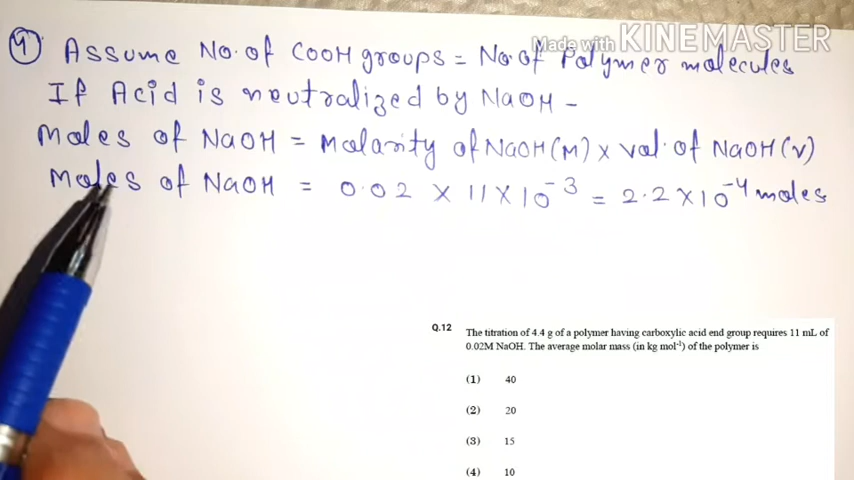 Made with KINEMASTER
(4) Assume No. of COOH groups = No. of Polymer molecules
If Acid is neutralized by NaOH -
Moles of NaOH = Molarity of NaOH (M) x Vol. of NaOH (V)
Moles of NaOH = 0.02 × 11 × 10⁻³ = 2.2 × 10⁻⁴ moles
Q.12 The titration of 4.4 g of a polymer having carboxylic acid end group requires 11 mL of
0.02M NaOH. The average molar mass (in kg mol⁻¹) of the polymer is
(1) 40
(2) 20
(3) 15
(4) 10